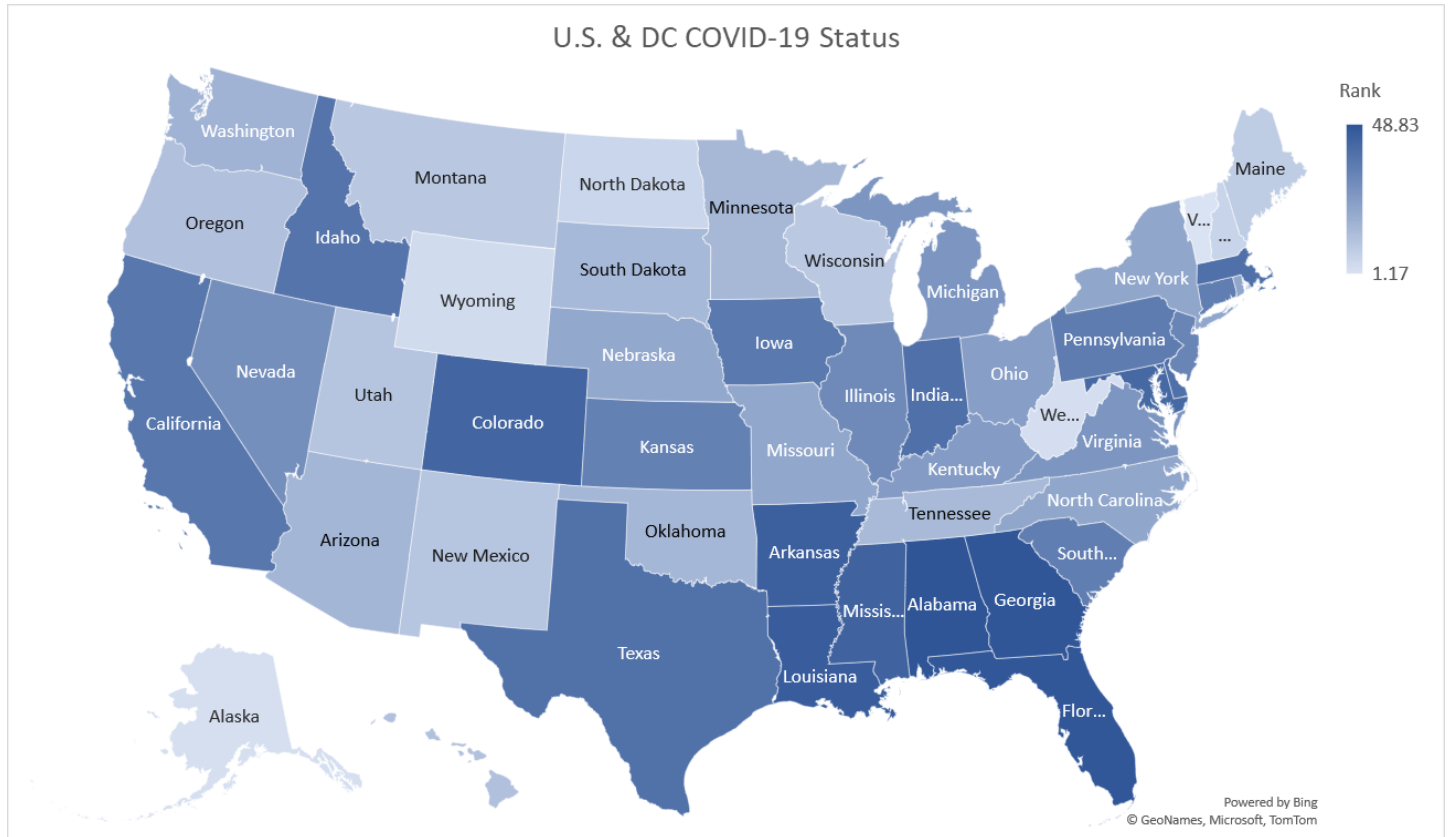 U.S. & DC COVID-19 Status
Rank
48.83
1.17
Washington
Montana
North Dakota
Minnesota
Maine
Oregon
Idaho
South Dakota
Wisconsin
V...
...
Wyoming
Michigan
New York
Nevada
Utah
Nebraska
Iowa
Pennsylvania
California
Colorado
Kansas
Missouri
Illinois
India...
Ohio
We...
Virginia
Kentucky
North Carolina
Tennessee
Arizona
New Mexico
Oklahoma
Arkansas
South...
Missis...
Alabama
Georgia
Texas
Louisiana
Flor...
Alaska
Powered by Bing
© GeoNames, Microsoft, TomTom